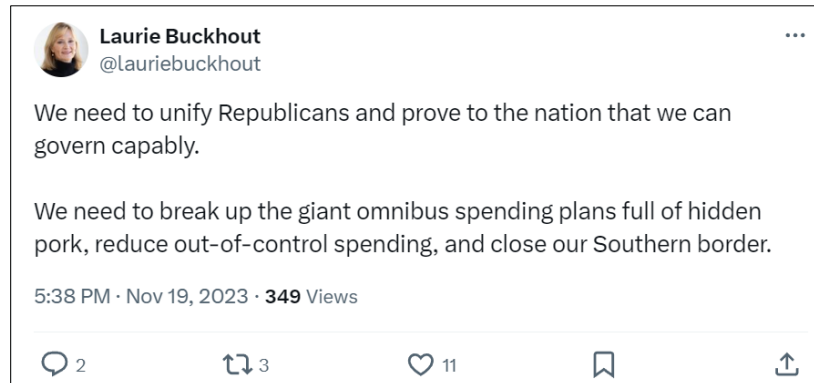 Laurie Buckhout
@lauriebuckhout
We need to unify Republicans and prove to the nation that we can
govern capably.
We need to break up the giant omnibus spending plans full of hidden
pork, reduce out-of-control spending, and close our Southern border.
5:38 PM · Nov 19, 2023 · 349 Views
2 3 11